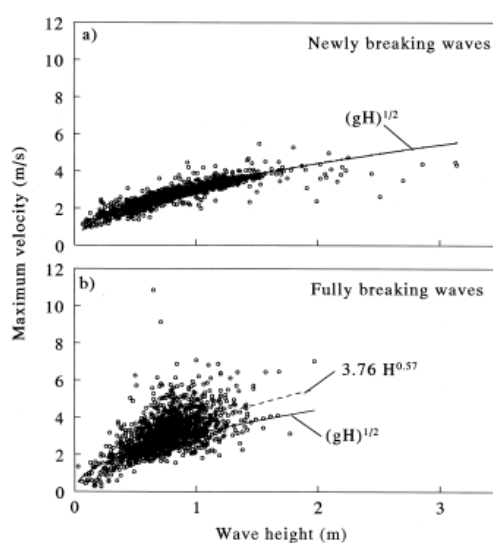 12
a)
Newly breaking waves
10
8
(gH)1/2
6
4
2
0
12
b)
Fully breaking waves
10
8
3.76 H0.57
6
4
(gH)1/2
2
0
0
1
2
3
Wave height (m)
Maximum velocity (m/s)